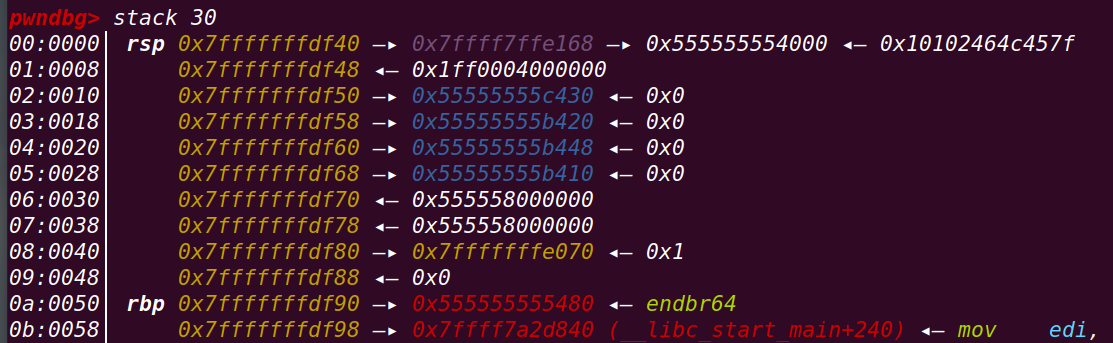 pwndbg> stack 30
00:0000│ rsp 0x7fffffffdf40 —▸ 0x7ffff7ffe168 —▸ 0x555555554000 ◂— 0x10102464c457f
01:0008│     0x7fffffffdf48 ◂— 0x1ff0004000000
02:0010│     0x7fffffffdf50 —▸ 0x55555555c430 ◂— 0x0
03:0018│     0x7fffffffdf58 —▸ 0x55555555b420 ◂— 0x0
04:0020│     0x7fffffffdf60 —▸ 0x55555555b448 ◂— 0x0
05:0028│     0x7fffffffdf68 —▸ 0x55555555b410 ◂— 0x0
06:0030│     0x7fffffffdf70 ◂— 0x555558000000
07:0038│     0x7fffffffdf78 ◂— 0x555558000000
08:0040│     0x7fffffffdf80 —▸ 0x7fffffffe070 ◂— 0x1
09:0048│     0x7fffffffdf88 ◂— 0x0
0a:0050│ rbp 0x7fffffffdf90 —▸ 0x555555555480 ◂— endbr64
0b:0058│     0x7fffffffdf98 —▸ 0x7ffff7a2d840 (__libc_start_main+240) ◂— mov    edi,